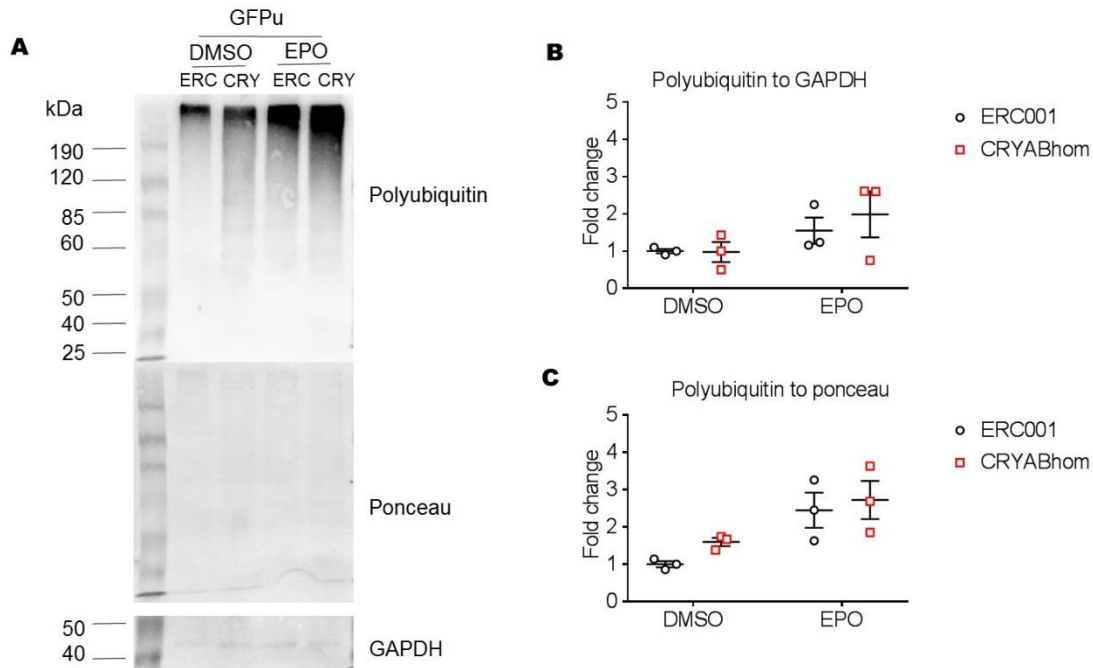 A
GFPu
DMSO EPO
ERC CRY ERC CRY
kDa
190
120
85
60
50
40
25
Polyubiquitin
Ponceau
50
40
GAPDH
B
Polyubiquitin to GAPDH
Fold change
5
4
3
2
1
0
DMSO EPO
ERC001
CRYABhom
C
Polyubiquitin to ponceau
Fold change
5
4
3
2
1
0
DMSO EPO
ERC001
CRYABhom